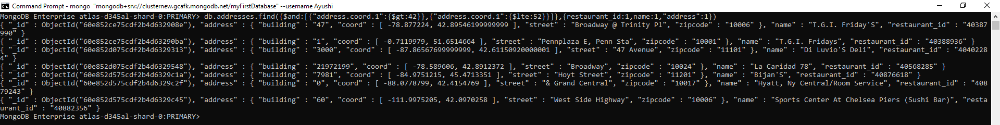 Command Prompt - mongo  "mongodb+srv://clusternew.gcafk.mongodb.net/myFirstDatabase" --username Ayushi
MongoDB Enterprise atlas-d345al-shard-0:PRIMARY> db.addresses.find({$and:[{"address.coord.1":{$gt:42}},{"address.coord.1":{$lte:52}}]},{restaurant_id:1,name:1,"address":1})
{ "_id" : ObjectId("60e852cf075cdf2b4d632908e"), "address" : { "building" : "47", "coord" : [ -78.877224, 42.89546199999999 ], "street" : "Broadway @ Trinity Pl", "zipcode" : "10006" }, "name" : "T.G.I. Friday'S", "restaurant_id" : "40387
990" }
{ "_id" : ObjectId("60e852cc075cdf2b4d63290ba"), "address" : { "building" : "1", "coord" : [ -0.7119979, 51.6514664 ], "street" : "Pennplaza E, Penn Sta", "zipcode" : "10001" }, "name" : "T.G.I. Fridays", "restaurant_id" : "40388936" }
{ "_id" : ObjectId("60e852d075cdf2b4d6329313"), "address" : { "building" : "3000", "coord" : [ -87.86567699999999, 42.61150920000001 ], "street" : "47 Avenue", "zipcode" : "11101" }, "name" : "Di Luvio'S Deli", "restaurant_id" : "4040228
4" }
{ "_id" : ObjectId("60e852d075cdf2b4d6329548"), "address" : { "building" : "21972199", "coord" : [ -78.589606, 42.8912372 ], "street" : "Broadway", "zipcode" : "10024" }, "name" : "La Caridad 78", "restaurant_id" : "40568285" }
{ "_id" : ObjectId("60e852d575cdf2b4d6329c1a"), "address" : { "building" : "7981", "coord" : [ -84.9751215, 45.4713351 ], "street" : "Hoyt Street", "zipcode" : "11201" }, "name" : "Bijan'S", "restaurant_id" : "40876618" }
{ "_id" : ObjectId("60e852d575cdf2b4d6329c2f"), "address" : { "building" : "0", "coord" : [ -88.0778799, 42.4154769 ], "street" : "& Grand Central", "zipcode" : "10017" }, "name" : "Hyatt, Ny Central/Room Service", "restaurant_id" : "408
79243" }
{ "_id" : ObjectId("60e852d575cdf2b4d6329c45"), "address" : { "building" : "60", "coord" : [ -111.9975205, 42.0970258 ], "street" : "West Side Highway", "zipcode" : "10006" }, "name" : "Sports Center At Chelsea Piers (Sushi Bar)", "resta
urant_id" : "40882356" }
MongoDB Enterprise atlas-d345al-shard-0:PRIMARY>